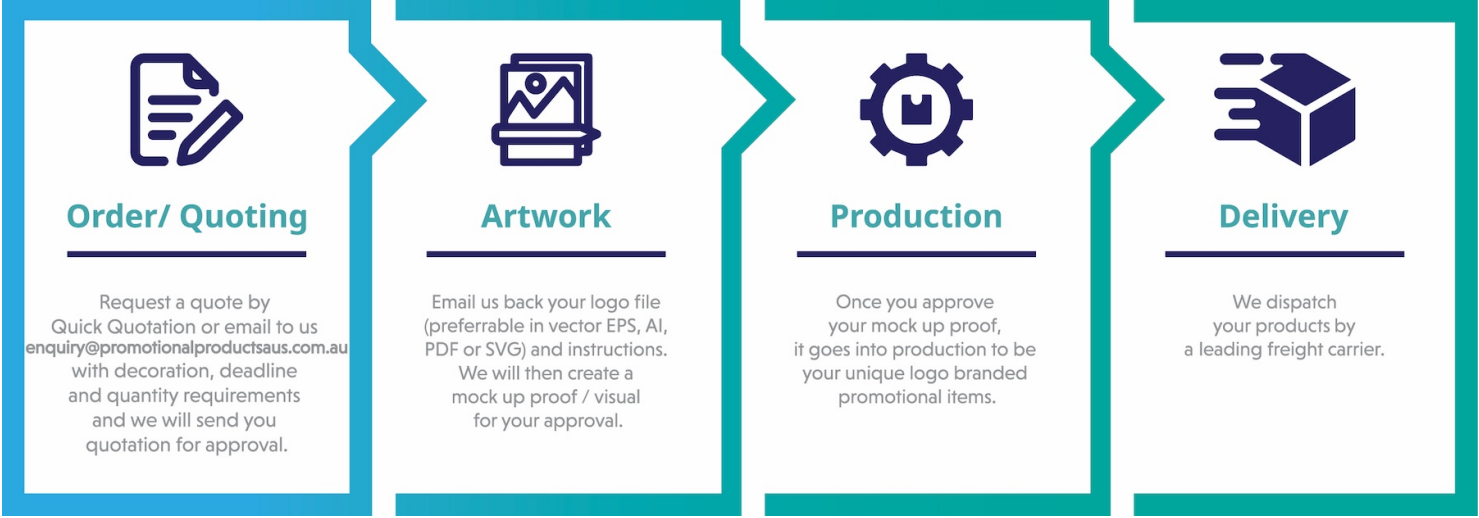 Order/ Quoting
Request a quote by
Quick Quotation or email to us
enquiry@promotionalproductsaus.com.au
with decoration, deadline
and quantity requirements
and we will send you
quotation for approval.
Artwork
Email us back your logo file
(preferrable in vector EPS, AI,
PDF or SVG) and instructions.
We will then create a
mock up proof / visual
for your approval.
Production
Once you approve
your mock up proof,
it goes into production to be
your unique logo branded
promotional items.
Delivery
We dispatch
your products by
a leading freight carrier.